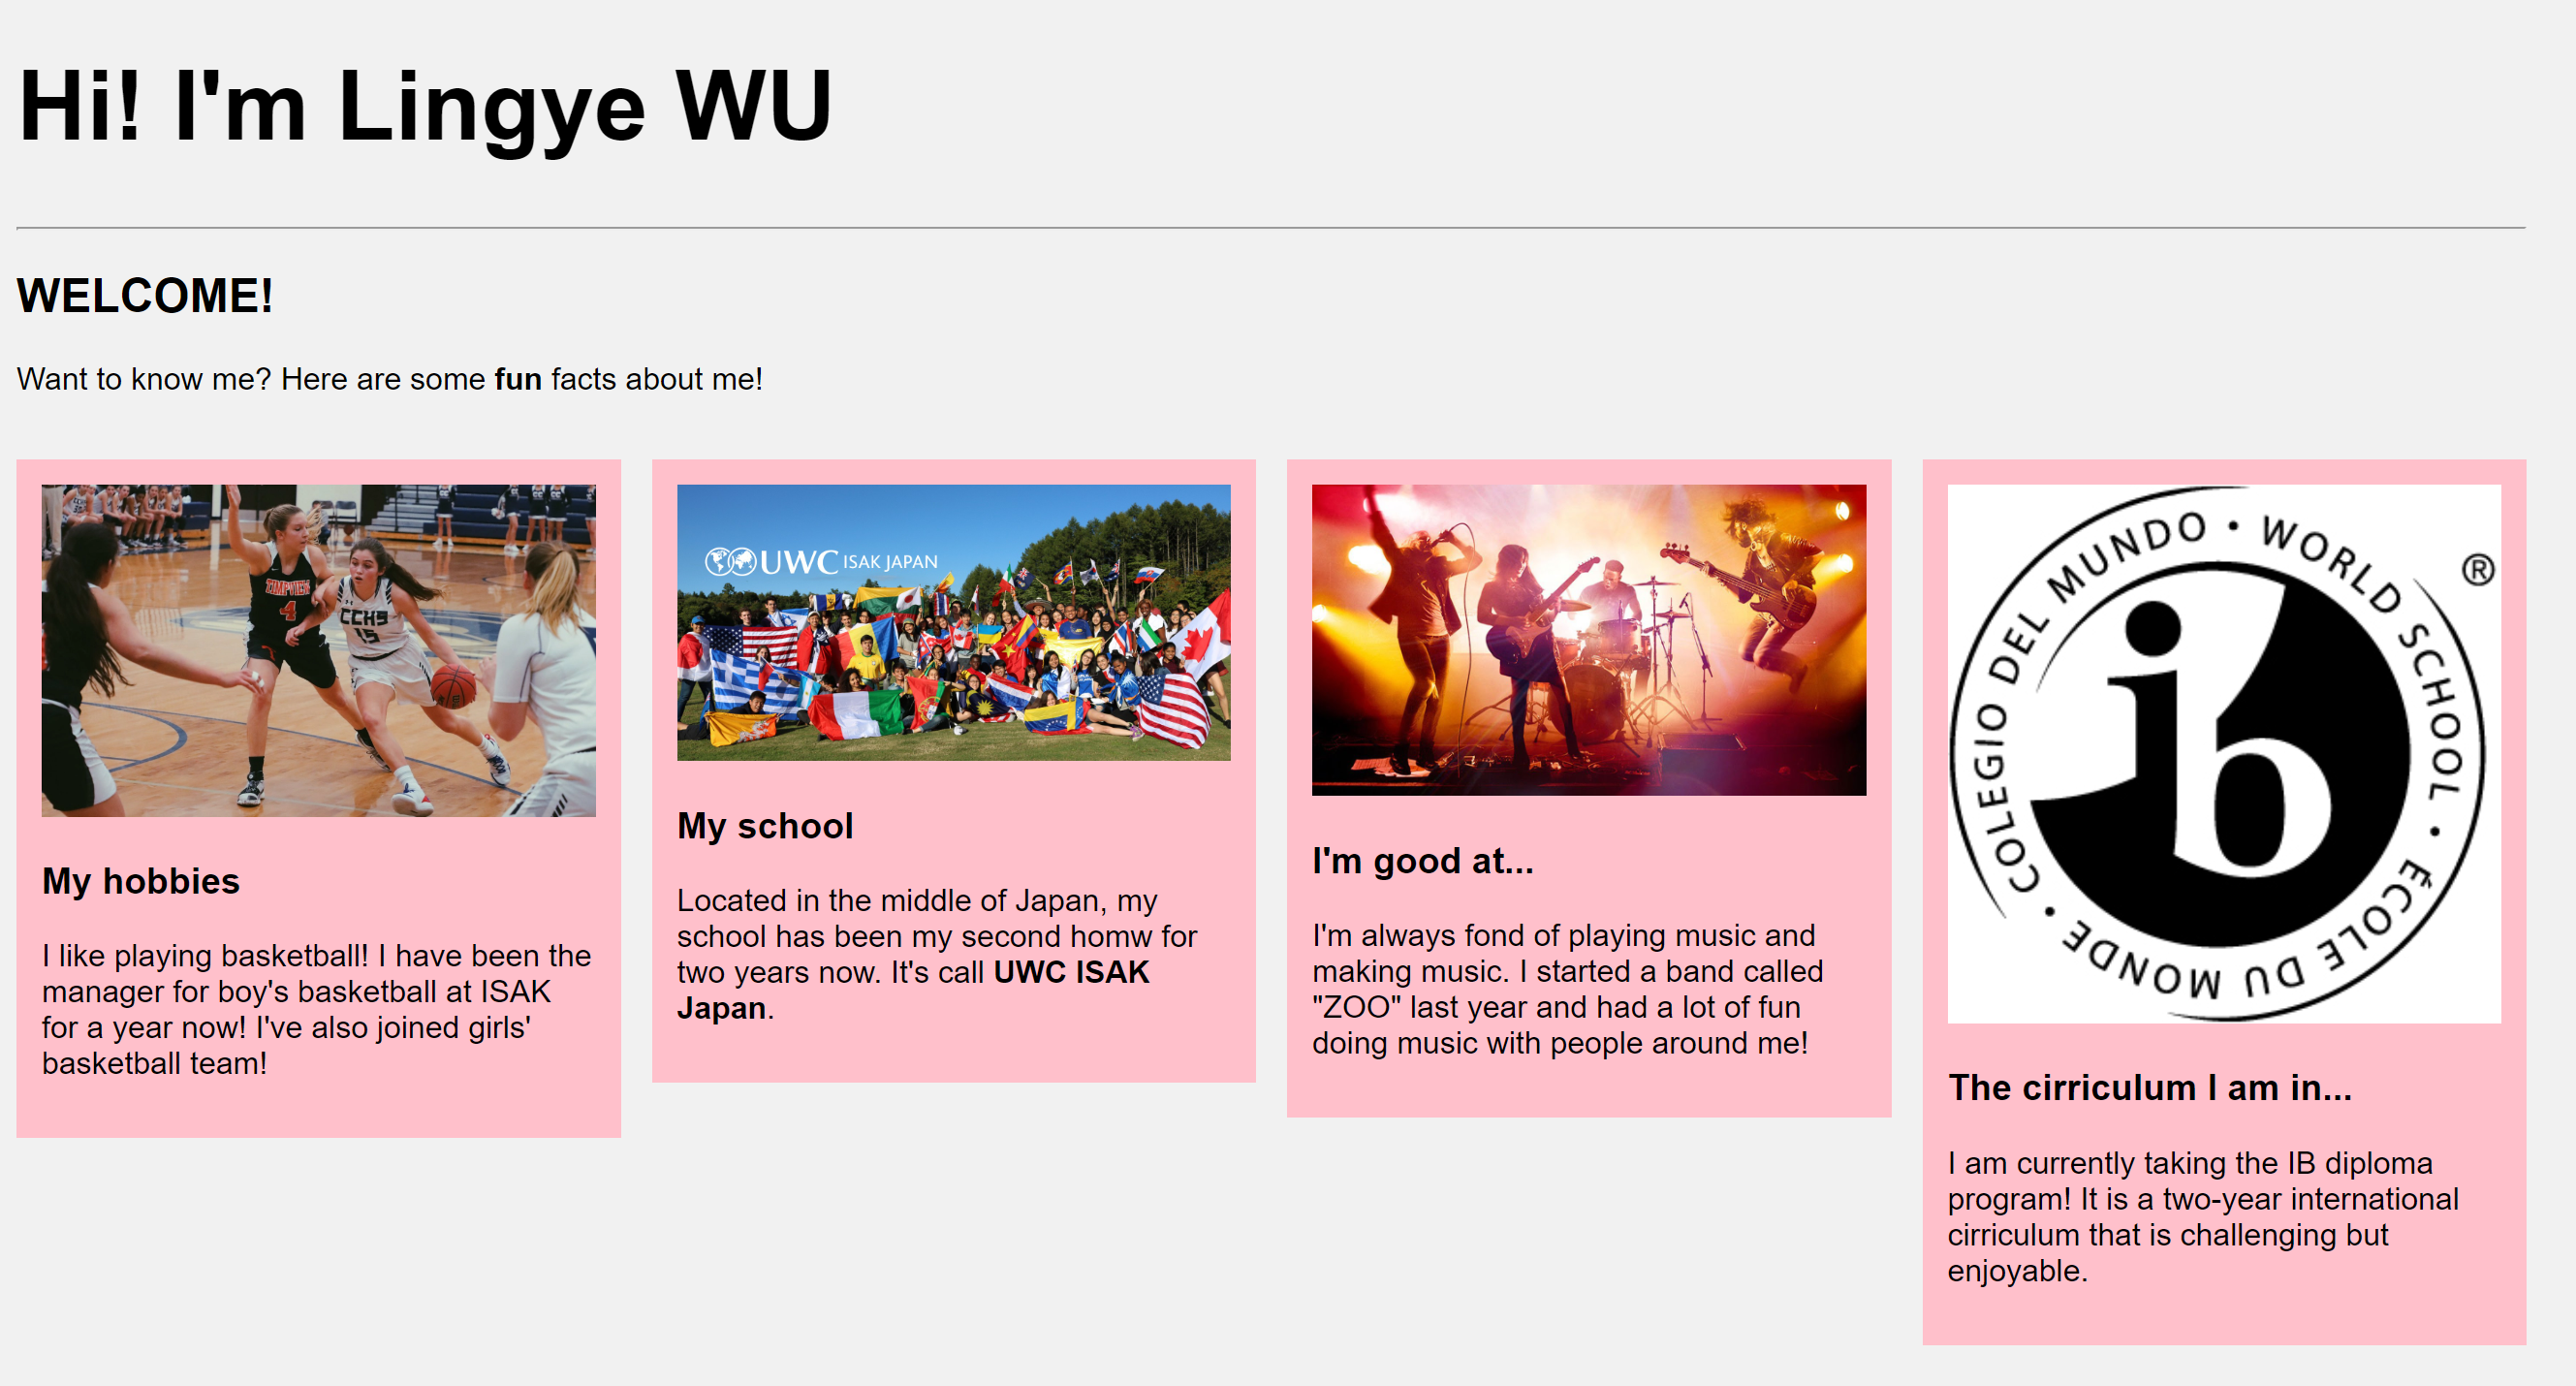 Hi! I'm Lingye WU
WELCOME!
Want to know me? Here are some fun facts about me!
TIMPVIEW
4
CCHS
15
My hobbies
I like playing basketball! I have been the
manager for boy's basketball at ISAK
for a year now! I've also joined girls'
basketball team!
UWC ISAK JAPAN
My school
Located in the middle of Japan, my
school has been my second homw for
two years now. It's call UWC ISAK
Japan.
I'm good at...
I'm always fond of playing music and
making music. I started a band called
"ZOO" last year and had a lot of fun
doing music with people around me!
COLEGIO DEL MUNDO • WORLD SCHOOL • ÉCOLE DU MONDE •
®
ib
The cirriculum I am in...
I am currently taking the IB diploma
program! It is a two-year international
cirriculum that is challenging but
enjoyable.